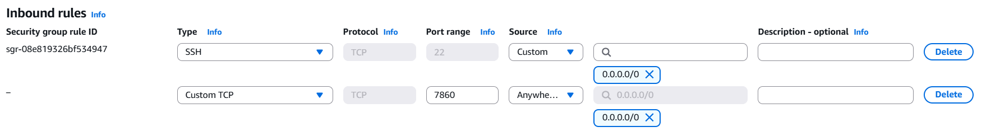 Inbound rules Info
Security group rule ID Type Info Protocol Info Port range Info Source Info Description - optional Info
sgr-08e819326bf534947 SSH TCP 22 Custom Delete
0.0.0.0/0
– Custom TCP TCP 7860 Anywhe... 0.0.0.0/0 Delete
0.0.0.0/0